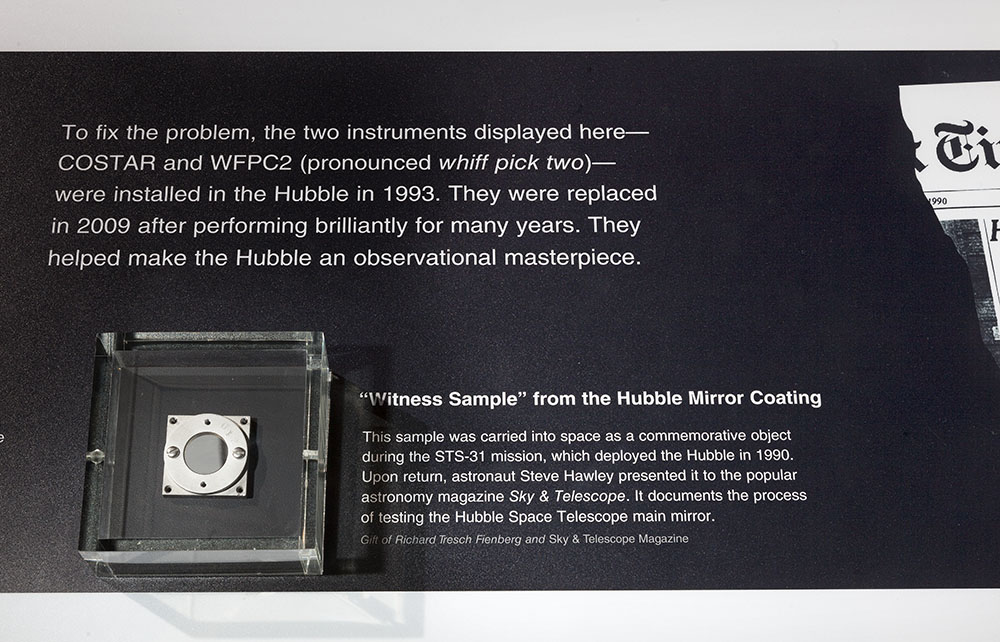 To fix the problem, the two instruments displayed here—
COSTAR and WFPC2 (pronounced whiff pick two)—
were installed in the Hubble in 1993. They were replaced
in 2009 after performing brilliantly for many years. They
helped make the Hubble an observational masterpiece.
"Witness Sample" from the Hubble Mirror Coating
This sample was carried into space as a commemorative object
during the STS-31 mission, which deployed the Hubble in 1990.
Upon return, astronaut Steve Hawley presented it to the popular
astronomy magazine Sky & Telescope. It documents the process
of testing the Hubble Space Telescope main mirror.
Gift of Richard Tresch Fienberg and Sky & Telescope Magazine
1990